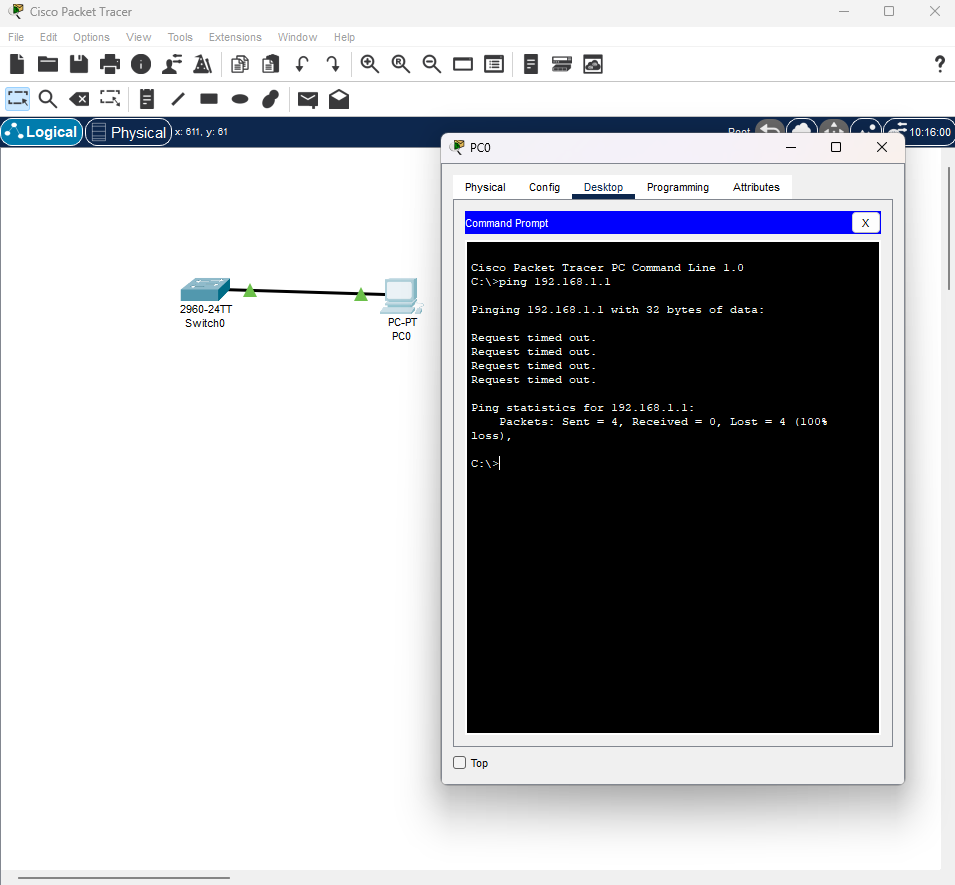 Cisco Packet Tracer
File Edit Options View Tools Extensions Window Help
Logical Physical x: 611, y: 61 Root 10:16:00
PC0
Physical Config Desktop Programming Attributes
Command Prompt X
Cisco Packet Tracer PC Command Line 1.0
C:\>ping 192.168.1.1
Pinging 192.168.1.1 with 32 bytes of data:
Request timed out.
Request timed out.
Request timed out.
Request timed out.
Ping statistics for 192.168.1.1:
Packets: Sent = 4, Received = 0, Lost = 4 (100%
loss),
C:\>
Top
2960-24TT
Switch0
PC-PT
PC0